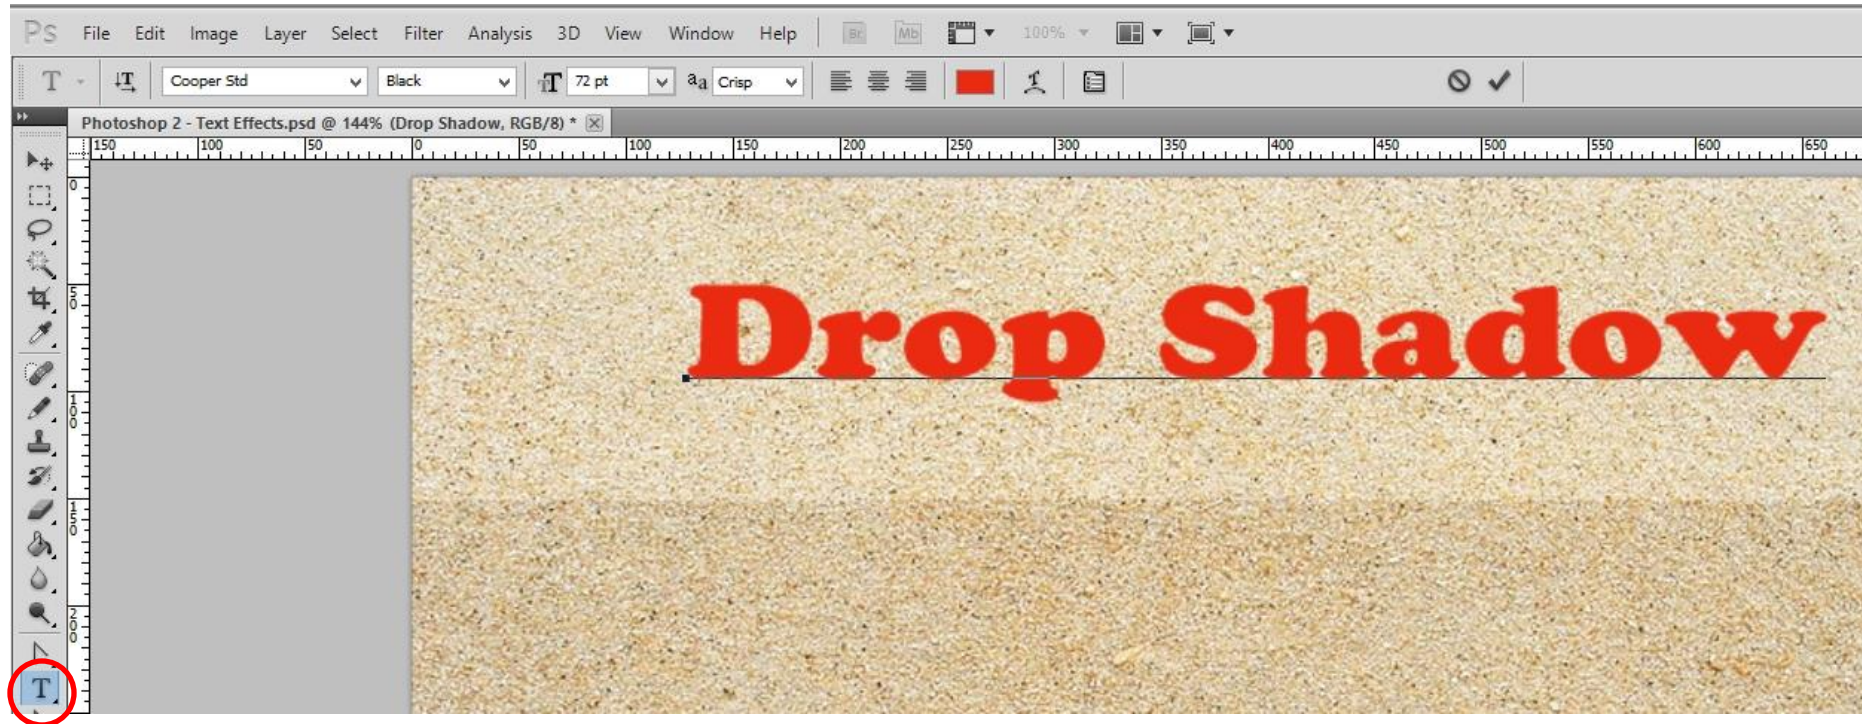 Ps File Edit Image Layer Select Filter Analysis 3D View Window Help Br Mb 100%
T T Cooper Std Black T 72 pt aa Crisp T
Photoshop 2 - Text Effects.psd @ 144% (Drop Shadow, RGB/8) *
150 100 50 0 50 100 150 200 250 300 350 400 450 500 550 600 650
0
50
Drop Shadow
100
150
200
T